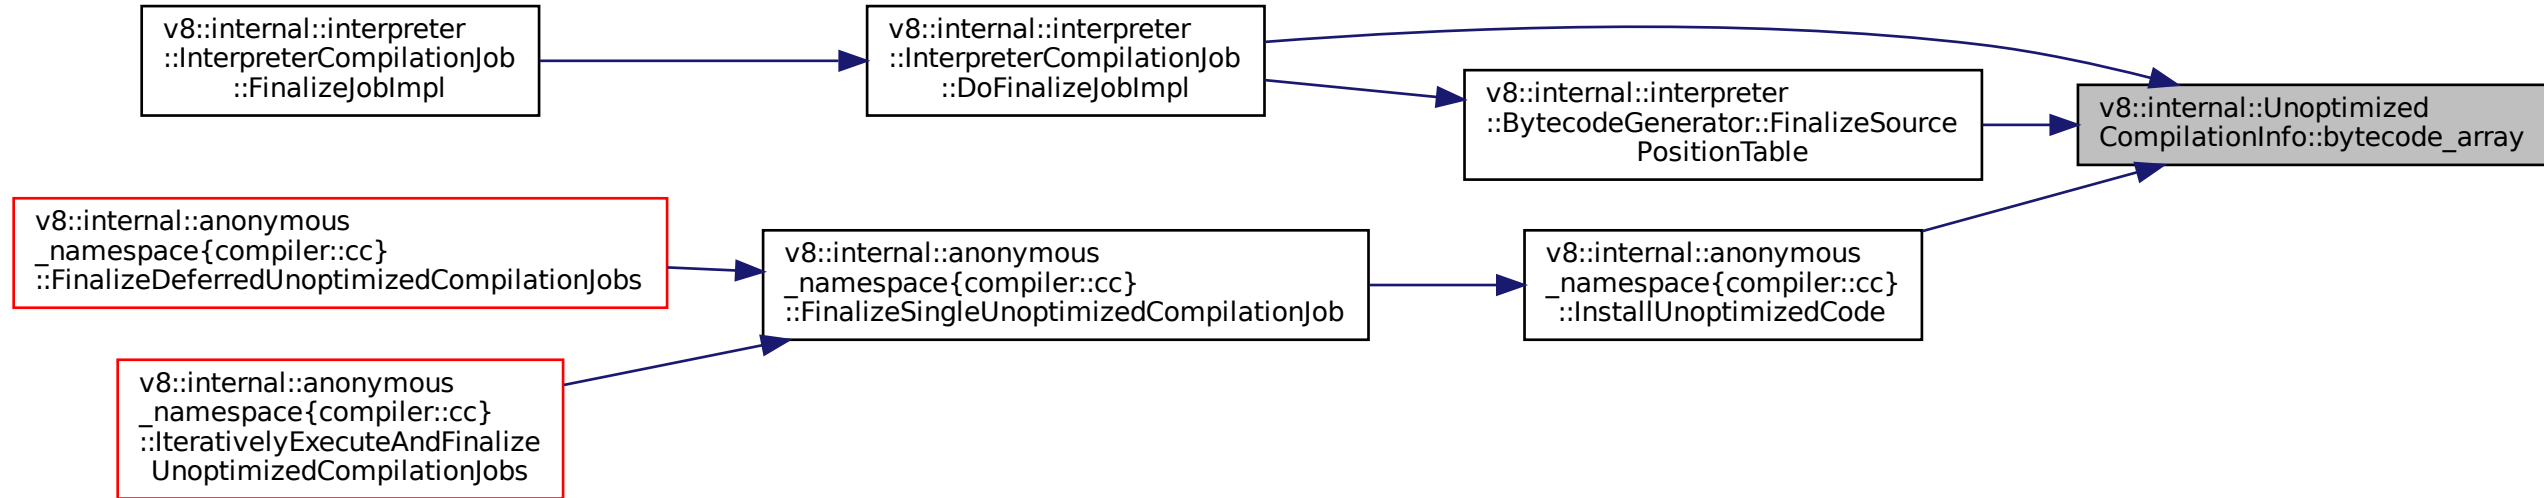 v8::internal::interpreter
::InterpreterCompilationJob
::FinalizeJobImpl
v8::internal::interpreter
::InterpreterCompilationJob
::DoFinalizeJobImpl
v8::internal::interpreter
::BytecodeGenerator::FinalizeSource
PositionTable
v8::internal::Unoptimized
CompilationInfo::bytecode_array
v8::internal::anonymous
_namespace{compiler::cc}
::FinalizeDeferredUnoptimizedCompilationJobs
v8::internal::anonymous
_namespace{compiler::cc}
::FinalizeSingleUnoptimizedCompilationJob
v8::internal::anonymous
_namespace{compiler::cc}
::InstallUnoptimizedCode
v8::internal::anonymous
_namespace{compiler::cc}
::IterativelyExecuteAndFinalize
UnoptimizedCompilationJobs